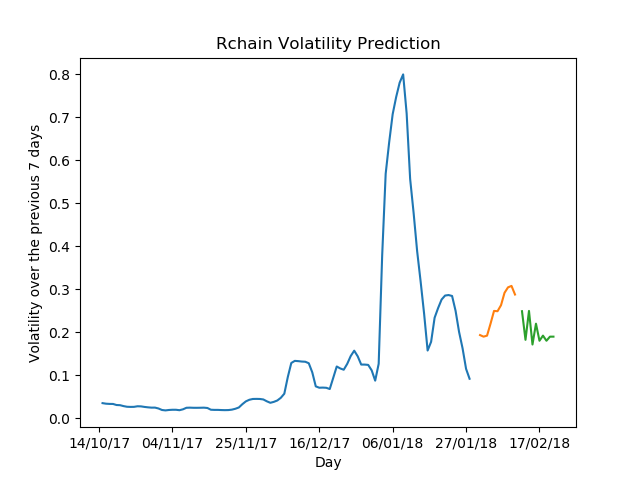 Rchain Volatility Prediction
Volatility over the previous 7 days
0.8
0.7
0.6
0.5
0.4
0.3
0.2
0.1
0.0
14/10/17 04/11/17 25/11/17 16/12/17 06/01/18 27/01/18 17/02/18
Day